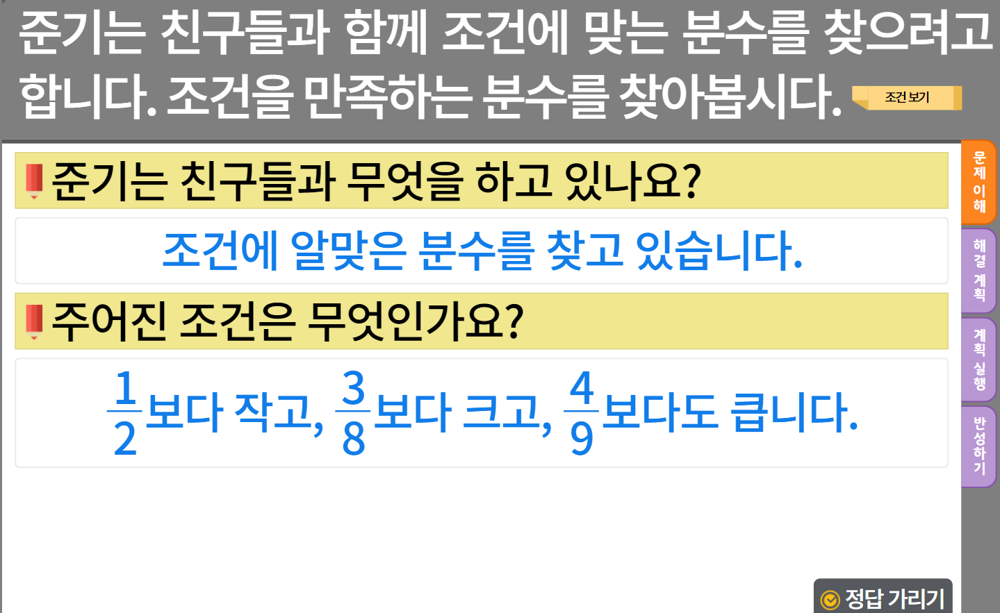 준기는 친구들과 함께 조건에 맞는 분수를 찾으려고
합니다. 조건을 만족하는 분수를 찾아봅시다. 조건 보기
준기는 친구들과 무엇을 하고 있나요?
조건에 알맞은 분수를 찾고 있습니다.
주어진 조건은 무엇인가요?
1/2보다 작고, 3/8보다 크고, 4/9보다도 큽니다.
문제 이해
해결 계획
계획 실행
반성하기
정답 가리기